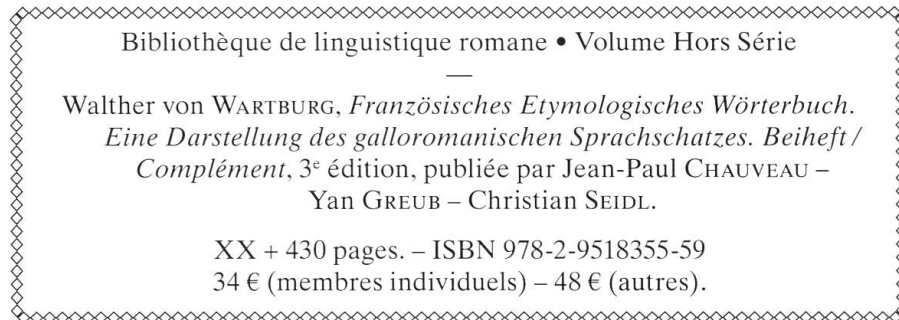 Bibliothèque de linguistique romane • Volume Hors Série
—
Walther von WARTBURG, Französisches Etymologisches Wörterbuch.
Eine Darstellung des galloromanischen Sprachschatzes. Beiheft /
Complément, 3e édition, publiée par Jean-Paul CHAUVEAU –
Yan GREUB – Christian SEIDL.
XX + 430 pages. – ISBN 978-2-9518355-59
34 € (membres individuels) – 48 € (autres).